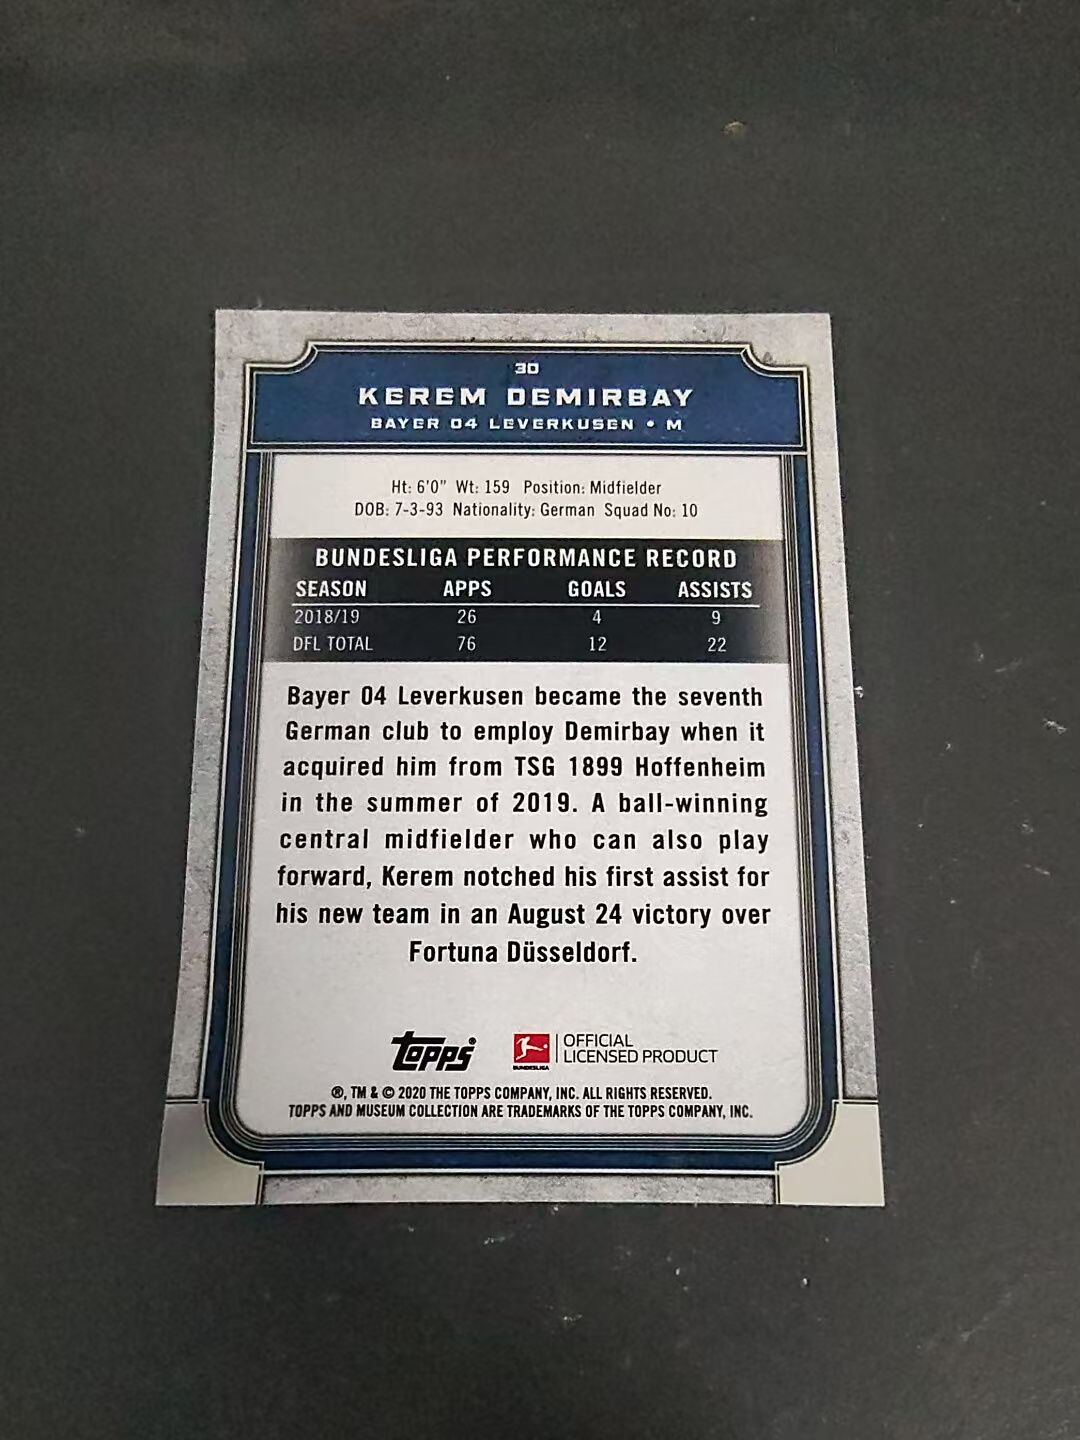 30
KEREM DEMIRBAY
BAYER 04 LEVERKUSEN • M
Ht: 6'0" Wt: 159 Position: Midfielder
DOB: 7-3-93 Nationality: German Squad No: 10
BUNDESLIGA PERFORMANCE RECORD
SEASON APPS GOALS ASSISTS
2018/19 26 4 9
DFL TOTAL 76 12 22
Bayer 04 Leverkusen became the seventh
German club to employ Demirbay when it
acquired him from TSG 1899 Hoffenheim
in the summer of 2019. A ball-winning
central midfielder who can also play
forward, Kerem notched his first assist for
his new team in an August 24 victory over
Fortuna Düsseldorf.
topps®
BUNDESLIGA
OFFICIAL
LICENSED PRODUCT
®, TM & © 2020 THE TOPPS COMPANY, INC. ALL RIGHTS RESERVED.
TOPPS AND MUSEUM COLLECTION ARE TRADEMARKS OF THE TOPPS COMPANY, INC.